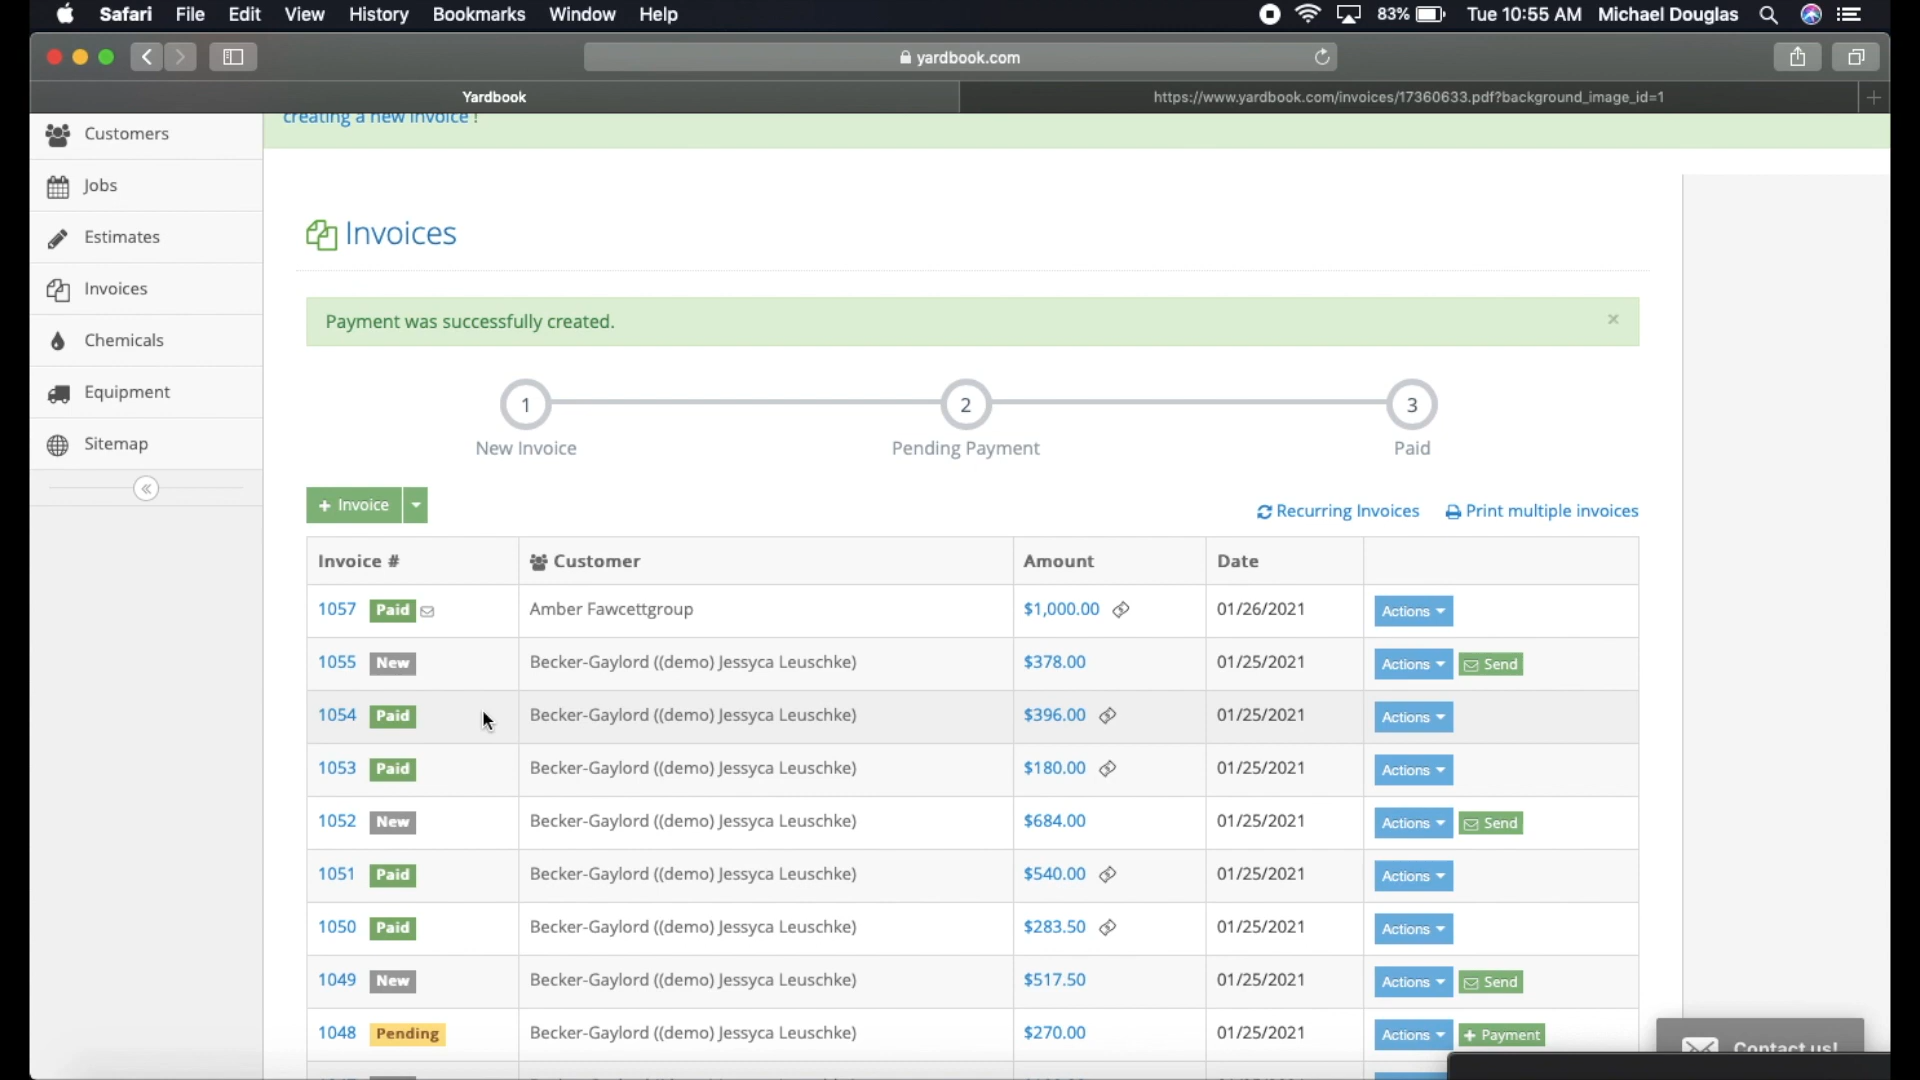 Safari File Edit View History Bookmarks Window Help 83% Tue 10:55 AM Michael Douglas
yardbook.com
Yardbook https://www.yardbook.com/invoices/17360633.pdf?background_image_id=1
creating a new invoice !
Customers
Jobs
Estimates
Invoices
Chemicals
Equipment
Sitemap
Invoices
Payment was successfully created. ×
1 2 3
New Invoice Pending Payment Paid
+ Invoice Recurring Invoices Print multiple invoices
Invoice # Customer Amount Date
1057 Paid Amber Fawcettgroup $1,000.00 01/26/2021 Actions
1055 New Becker-Gaylord ((demo) Jessyca Leuschke) $378.00 01/25/2021 Actions Send
1054 Paid Becker-Gaylord ((demo) Jessyca Leuschke) $396.00 01/25/2021 Actions
1053 Paid Becker-Gaylord ((demo) Jessyca Leuschke) $180.00 01/25/2021 Actions
1052 New Becker-Gaylord ((demo) Jessyca Leuschke) $684.00 01/25/2021 Actions Send
1051 Paid Becker-Gaylord ((demo) Jessyca Leuschke) $540.00 01/25/2021 Actions
1050 Paid Becker-Gaylord ((demo) Jessyca Leuschke) $283.50 01/25/2021 Actions
1049 New Becker-Gaylord ((demo) Jessyca Leuschke) $517.50 01/25/2021 Actions Send
1048 Pending Becker-Gaylord ((demo) Jessyca Leuschke) $270.00 01/25/2021 Actions + Payment
Contact us!